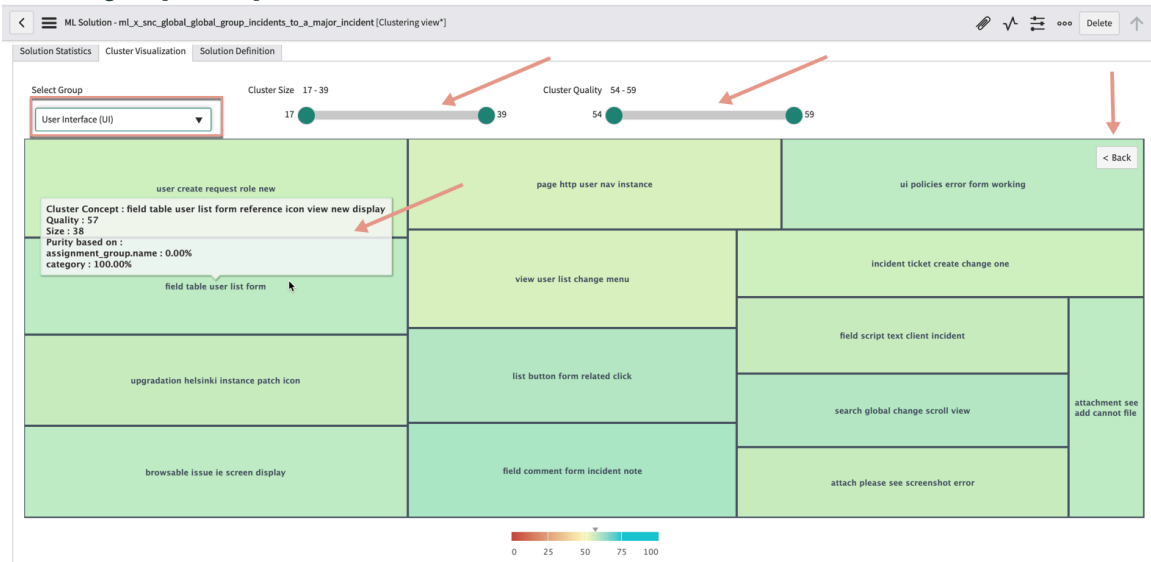 ML Solution - ml_x_snc_global_global_group_incidents_to_a_major_incident [Clustering view*]
Delete
Solution Statistics
Cluster Visualization
Solution Definition
Select Group
Cluster Size 17 - 39
Cluster Quality 54 - 59
User Interface (UI)
17
39
54
59
< Back
user create request role new
page http user nav instance
ui policies error form working
Cluster Concept : field table user list form reference icon view new display
Quality : 57
Size : 38
Purity based on :
assignment_group.name : 0.00%
category : 100.00%
field table user list form
view user list change menu
incident ticket create change one
field script text client incident
upgradation helsinki instance patch icon
list button form related click
search global change scroll view
attachment see
add cannot file
browsable issue ie screen display
field comment form incident note
attach please see screenshot error
0 25 50 75 100